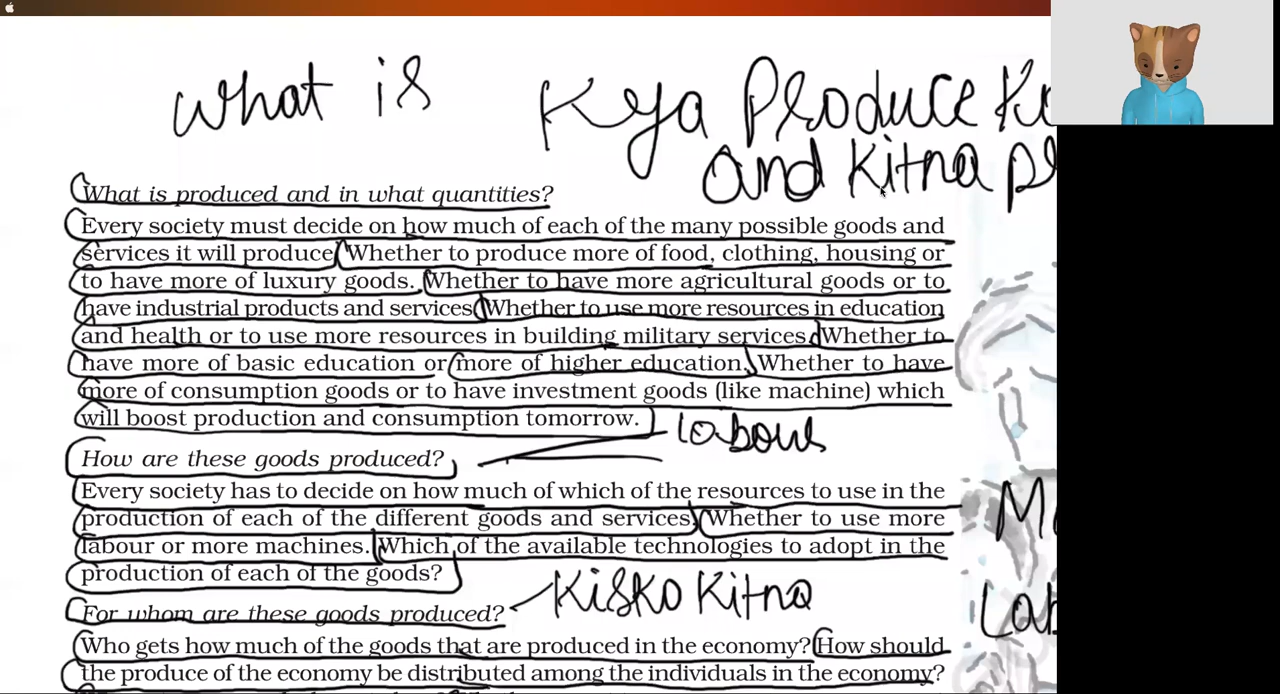 What is Kya Produce
and Kitna
What is produced and in what quantities?
Every society must decide on how much of each of the many possible goods and
services it will produce. Whether to produce more of food, clothing, housing or
to have more of luxury goods. Whether to have more agricultural goods or to
have industrial products and services. Whether to use more resources in education
and health or to use more resources in building military services. Whether to
have more of basic education or more of higher education. Whether to have
more of consumption goods or to have investment goods (like machine) which
will boost production and consumption tomorrow.
labour
How are these goods produced?
Every society has to decide on how much of which of the resources to use in the
production of each of the different goods and services. Whether to use more
labour or more machines. Which of the available technologies to adopt in the
production of each of the goods?
Kisko Kitna
For whom are these goods produced?
Who gets how much of the goods that are produced in the economy? How should
the produce of the economy be distributed among the individuals in the economy?